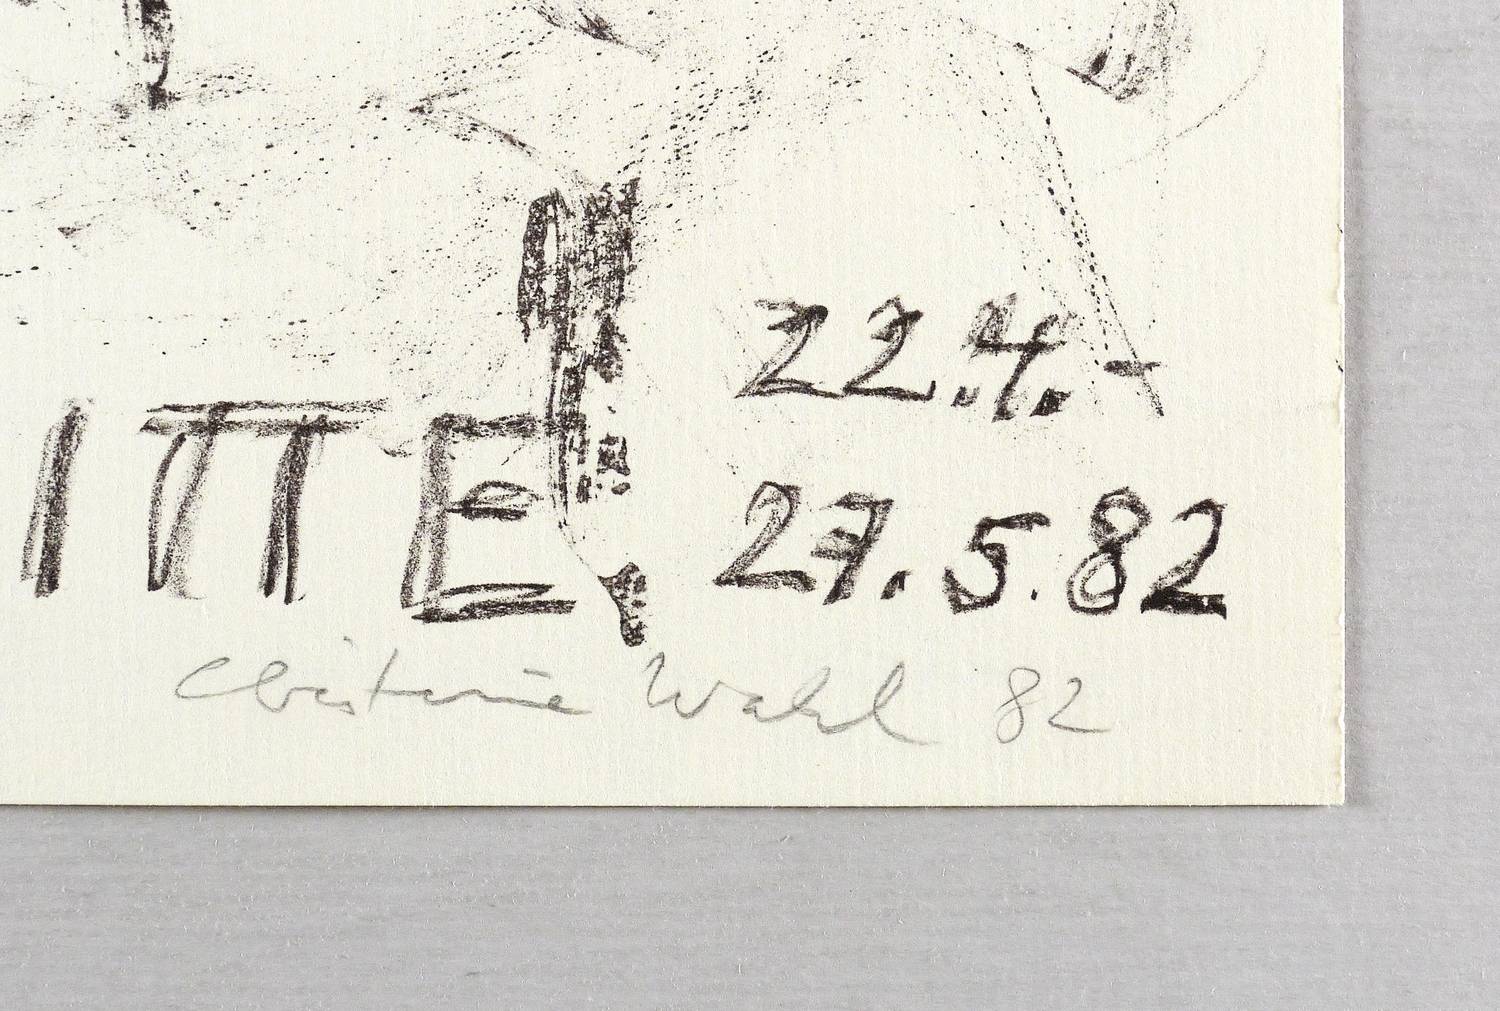 22.4.-
ITTE
27.5.82
Christine Wahl 82